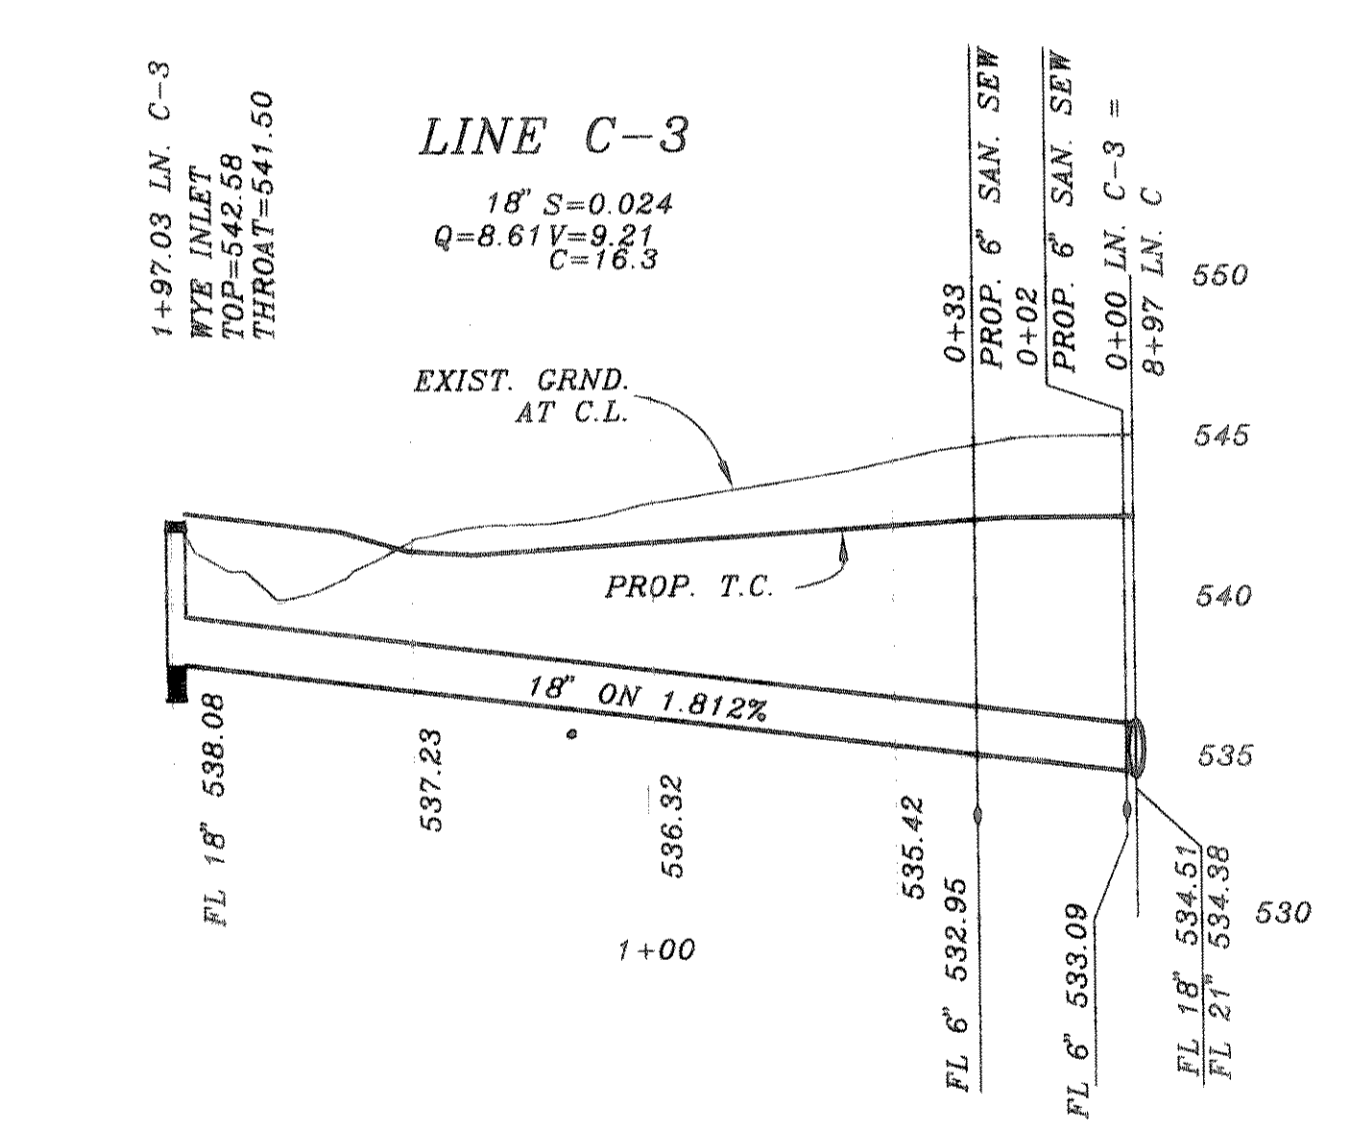 1+97.03 LN. C-3
WYE INLET
TOP=542.58
THROAT=541.50
LINE C-3
18" S=0.024
Q=8.61 V=9.21
C=16.3
0+33
PROP. 6" SAN. SEW
0+02
PROP. 6" SAN. SEW
0+00 LN. C-3 =
8+97 LN. C
550
EXIST. GRND.
AT C.L.
545
PROP. T.C.
540
18" ON 1.812%
535
FL 18" 538.08
537.23
536.32
535.42
FL 6" 532.95
FL 6" 533.09
FL 18" 534.51
FL 21" 534.38
530
1+00